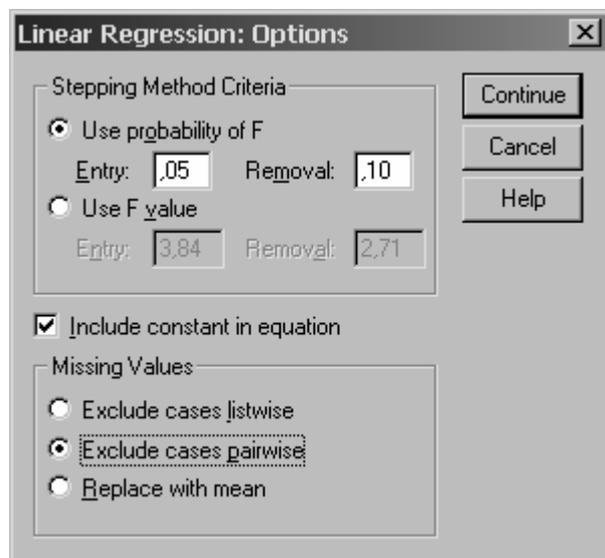 Linear Regression: Options
Stepping Method Criteria
Use probability of F
Entry: ,05 Removal: ,10
Use F value
Entry: 3,84 Removal: 2,71
Include constant in equation
Missing Values
Exclude cases listwise
Exclude cases pairwise
Replace with mean
Continue
Cancel
Help